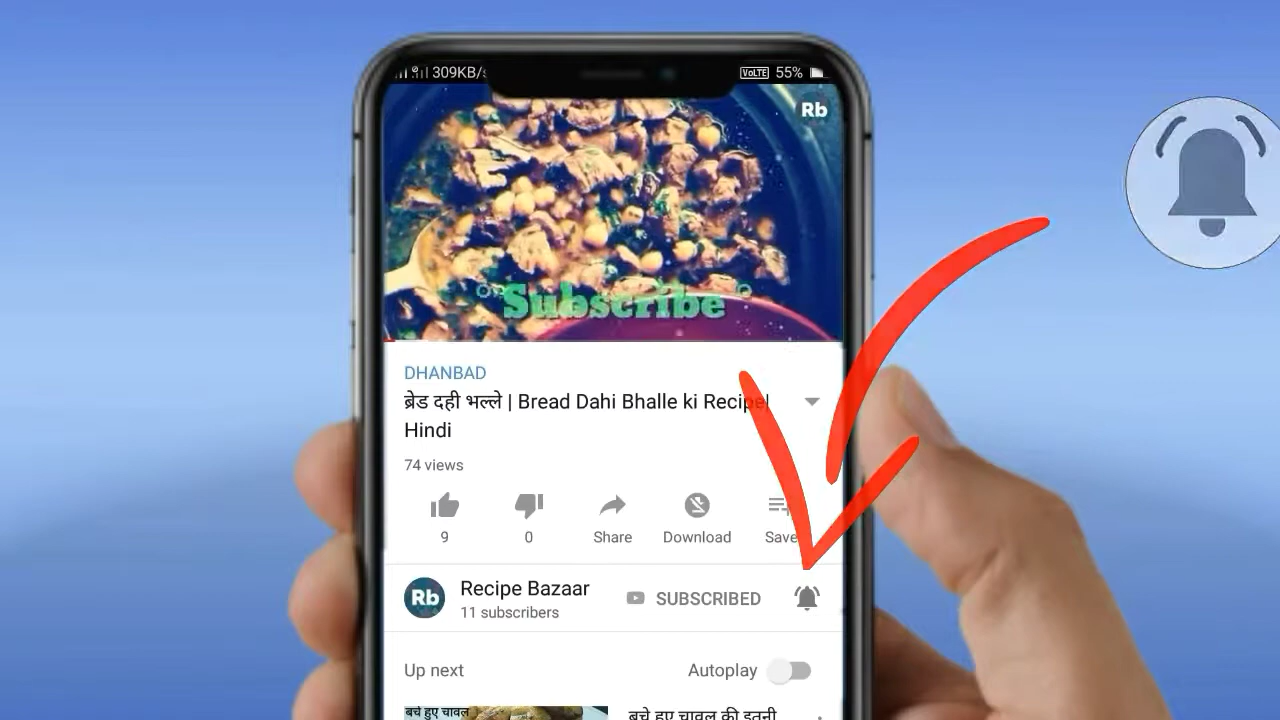 309KB/s
VoLTE 55%
Rb
Subscribe
DHANBAD
ब्रेड दही भल्ले | Bread Dahi Bhalle ki Recipe|
Hindi
74 views
9 0
Share Download Save
Rb Recipe Bazaar
11 subscribers
SUBSCRIBED
Up next Autoplay
बचे हुए चावल
बचे हुए चावल की इतनी